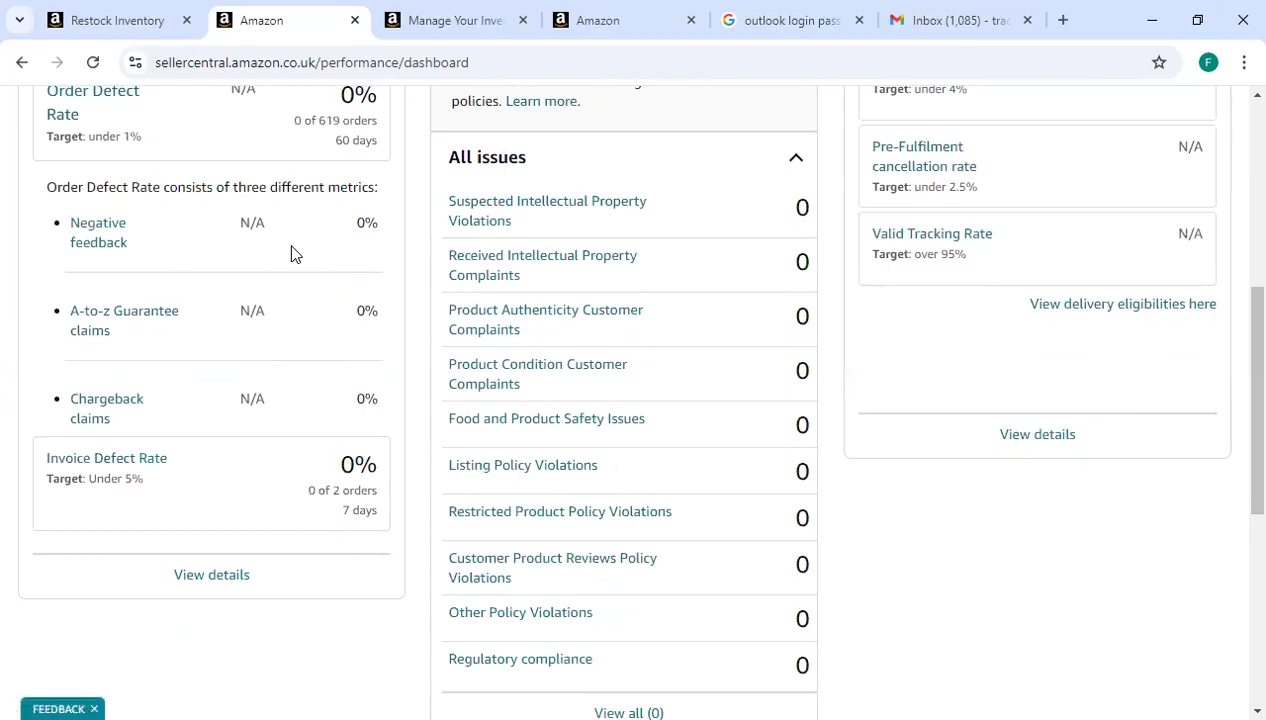 Restock Inventory
Amazon
Manage Your Inve
Amazon
outlook login pass
Inbox (1,085) - trac
sellercentral.amazon.co.uk/performance/dashboard
F
Order Defect
Rate
Target: under 1%
N/A
0%
0 of 619 orders
60 days
Order Defect Rate consists of three different metrics:
Negative
feedback
N/A
0%
A-to-z Guarantee
claims
N/A
0%
Chargeback
claims
N/A
0%
Invoice Defect Rate
Target: Under 5%
0%
0 of 2 orders
7 days
View details
policies. Learn more.
All issues
Suspected Intellectual Property
Violations
0
Received Intellectual Property
Complaints
0
Product Authenticity Customer
Complaints
0
Product Condition Customer
Complaints
0
Food and Product Safety Issues
0
Listing Policy Violations
0
Restricted Product Policy Violations
0
Customer Product Reviews Policy
Violations
0
Other Policy Violations
0
Regulatory compliance
0
View all (0)
Target: under 4%
Pre-Fulfilment
cancellation rate
Target: under 2.5%
N/A
Valid Tracking Rate
Target: over 95%
N/A
View delivery eligibilities here
View details
FEEDBACK